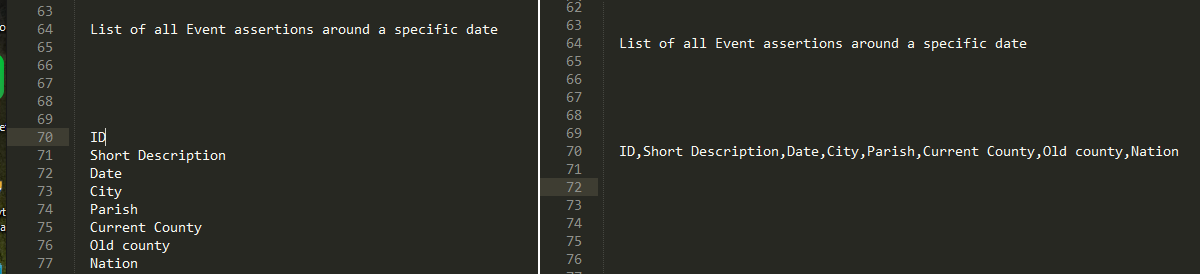 63
64 List of all Event assertions around a specific date
65
66
67
68
69
70 ID
71 Short Description
72 Date
73 City
74 Parish
75 Current County
76 Old county
77 Nation
62
63
64 List of all Event assertions around a specific date
65
66
67
68
69
70 ID,Short Description,Date,City,Parish,Current County,Old county,Nation
71
72
73
74
75
76